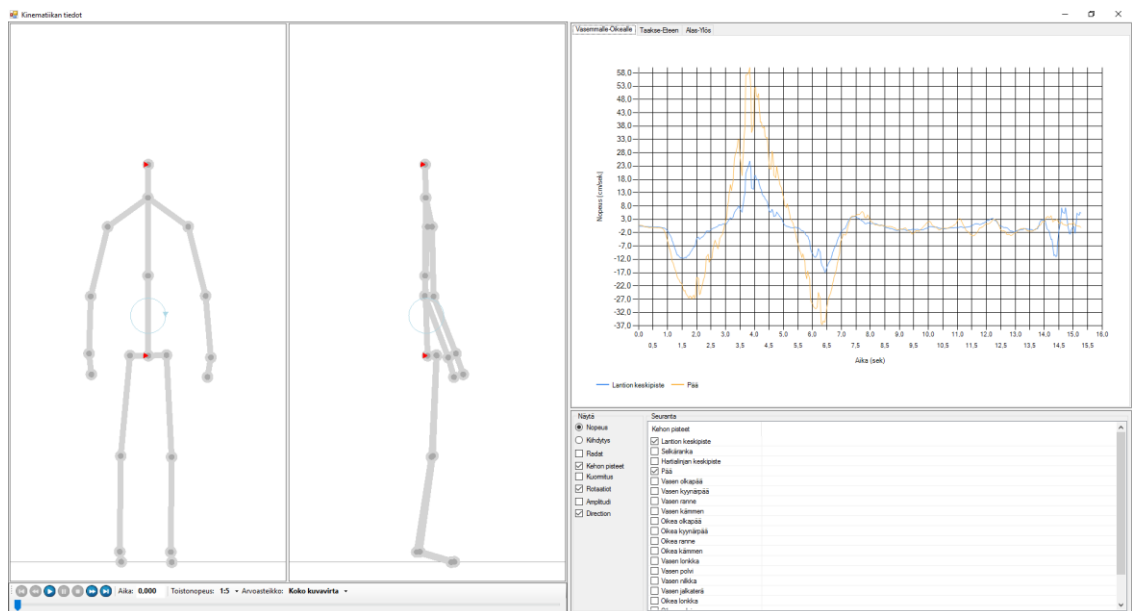 Kinematiikan tiedot
Vasemmalle-Oikealle Taakse-Eteen Alas-Ylös
58,0
53,0
48,0
43,0
38,0
33,0
28,0
23,0
18,0
13,0
8,0
3,0
-2,0
-7,0
-12,0
-17,0
-22,0
-27,0
-32,0
-37,0
Nopeus [cm/sek]
0,0 1,0 2,0 3,0 4,0 5,0 6,0 7,0 8,0 9,0 10,0 11,0 12,0 13,0 14,0 15,0 16,0
0,5 1,5 2,5 3,5 4,5 5,5 6,5 7,5 8,5 9,5 10,5 11,5 12,5 13,5 14,5 15,5
Aika (sek)
Lantion keskipiste Pää
Näytä
Nopeus
Kiihdytys
Radat
Kehon pisteet
Kuormitus
Rotaatiot
Amplitudi
Direction
Seuranta
Kehon pisteet
Lantion keskipiste
Selkäranka
Hartialinjan keskipiste
Pää
Vasen olkapää
Vasen kyynärpää
Vasen ranne
Vasen kämmen
Oikea olkapää
Oikea kyynärpää
Oikea ranne
Oikea kämmen
Vasen lonkka
Vasen polvi
Vasen nilkka
Vasen jalkaterä
Oikea lonkka
Aika: 0,000 Toistonopeus: 1:5 Arvoasteikko: Koko kuvavirta